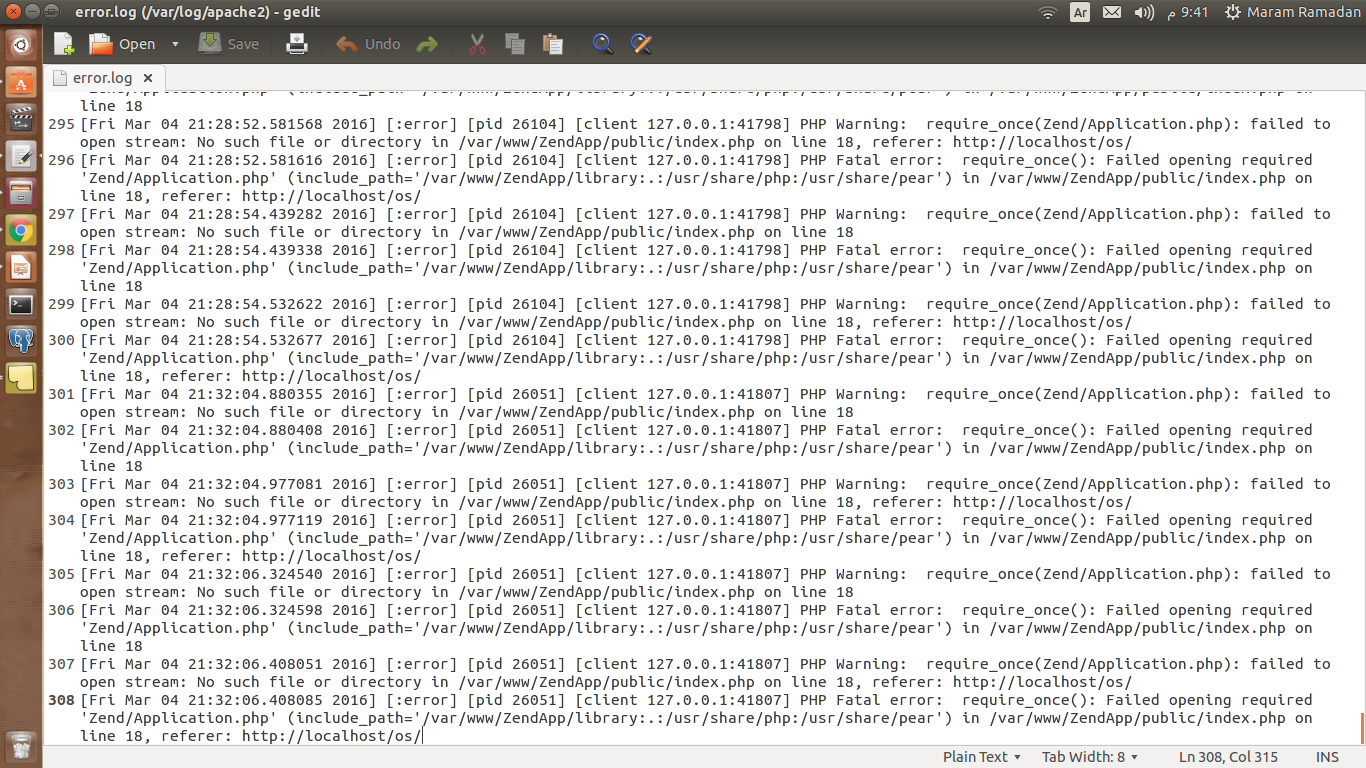 error.log (/var/log/apache2) - gedit
Ar
9:41 م
Maram Ramadan
Open
Save
Undo
error.log
line 18
295 [Fri Mar 04 21:28:52.581568 2016] [:error] [pid 26104] [client 127.0.0.1:41798] PHP Warning:  require_once(Zend/Application.php): failed to
open stream: No such file or directory in /var/www/ZendApp/public/index.php on line 18, referer: http://localhost/os/
296 [Fri Mar 04 21:28:52.581616 2016] [:error] [pid 26104] [client 127.0.0.1:41798] PHP Fatal error:  require_once(): Failed opening required
'Zend/Application.php' (include_path='/var/www/ZendApp/library:.:/usr/share/php:/usr/share/pear') in /var/www/ZendApp/public/index.php on
line 18, referer: http://localhost/os/
297 [Fri Mar 04 21:28:54.439282 2016] [:error] [pid 26104] [client 127.0.0.1:41798] PHP Warning:  require_once(Zend/Application.php): failed to
open stream: No such file or directory in /var/www/ZendApp/public/index.php on line 18
298 [Fri Mar 04 21:28:54.439338 2016] [:error] [pid 26104] [client 127.0.0.1:41798] PHP Fatal error:  require_once(): Failed opening required
'Zend/Application.php' (include_path='/var/www/ZendApp/library:.:/usr/share/php:/usr/share/pear') in /var/www/ZendApp/public/index.php on
line 18
299 [Fri Mar 04 21:28:54.532622 2016] [:error] [pid 26104] [client 127.0.0.1:41798] PHP Warning:  require_once(Zend/Application.php): failed to
open stream: No such file or directory in /var/www/ZendApp/public/index.php on line 18, referer: http://localhost/os/
300 [Fri Mar 04 21:28:54.532677 2016] [:error] [pid 26104] [client 127.0.0.1:41798] PHP Fatal error:  require_once(): Failed opening required
'Zend/Application.php' (include_path='/var/www/ZendApp/library:.:/usr/share/php:/usr/share/pear') in /var/www/ZendApp/public/index.php on
line 18, referer: http://localhost/os/
301 [Fri Mar 04 21:32:04.880355 2016] [:error] [pid 26051] [client 127.0.0.1:41807] PHP Warning:  require_once(Zend/Application.php): failed to
open stream: No such file or directory in /var/www/ZendApp/public/index.php on line 18
302 [Fri Mar 04 21:32:04.880408 2016] [:error] [pid 26051] [client 127.0.0.1:41807] PHP Fatal error:  require_once(): Failed opening required
'Zend/Application.php' (include_path='/var/www/ZendApp/library:.:/usr/share/php:/usr/share/pear') in /var/www/ZendApp/public/index.php on
line 18
303 [Fri Mar 04 21:32:04.977081 2016] [:error] [pid 26051] [client 127.0.0.1:41807] PHP Warning:  require_once(Zend/Application.php): failed to
open stream: No such file or directory in /var/www/ZendApp/public/index.php on line 18, referer: http://localhost/os/
304 [Fri Mar 04 21:32:04.977119 2016] [:error] [pid 26051] [client 127.0.0.1:41807] PHP Fatal error:  require_once(): Failed opening required
'Zend/Application.php' (include_path='/var/www/ZendApp/library:.:/usr/share/php:/usr/share/pear') in /var/www/ZendApp/public/index.php on
line 18, referer: http://localhost/os/
305 [Fri Mar 04 21:32:06.324540 2016] [:error] [pid 26051] [client 127.0.0.1:41807] PHP Warning:  require_once(Zend/Application.php): failed to
open stream: No such file or directory in /var/www/ZendApp/public/index.php on line 18
306 [Fri Mar 04 21:32:06.324598 2016] [:error] [pid 26051] [client 127.0.0.1:41807] PHP Fatal error:  require_once(): Failed opening required
'Zend/Application.php' (include_path='/var/www/ZendApp/library:.:/usr/share/php:/usr/share/pear') in /var/www/ZendApp/public/index.php on
line 18
307 [Fri Mar 04 21:32:06.408051 2016] [:error] [pid 26051] [client 127.0.0.1:41807] PHP Warning:  require_once(Zend/Application.php): failed to
open stream: No such file or directory in /var/www/ZendApp/public/index.php on line 18, referer: http://localhost/os/
308 [Fri Mar 04 21:32:06.408085 2016] [:error] [pid 26051] [client 127.0.0.1:41807] PHP Fatal error:  require_once(): Failed opening required
'Zend/Application.php' (include_path='/var/www/ZendApp/library:.:/usr/share/php:/usr/share/pear') in /var/www/ZendApp/public/index.php on
line 18, referer: http://localhost/os/
Plain Text
Tab Width: 8
Ln 308, Col 315
INS